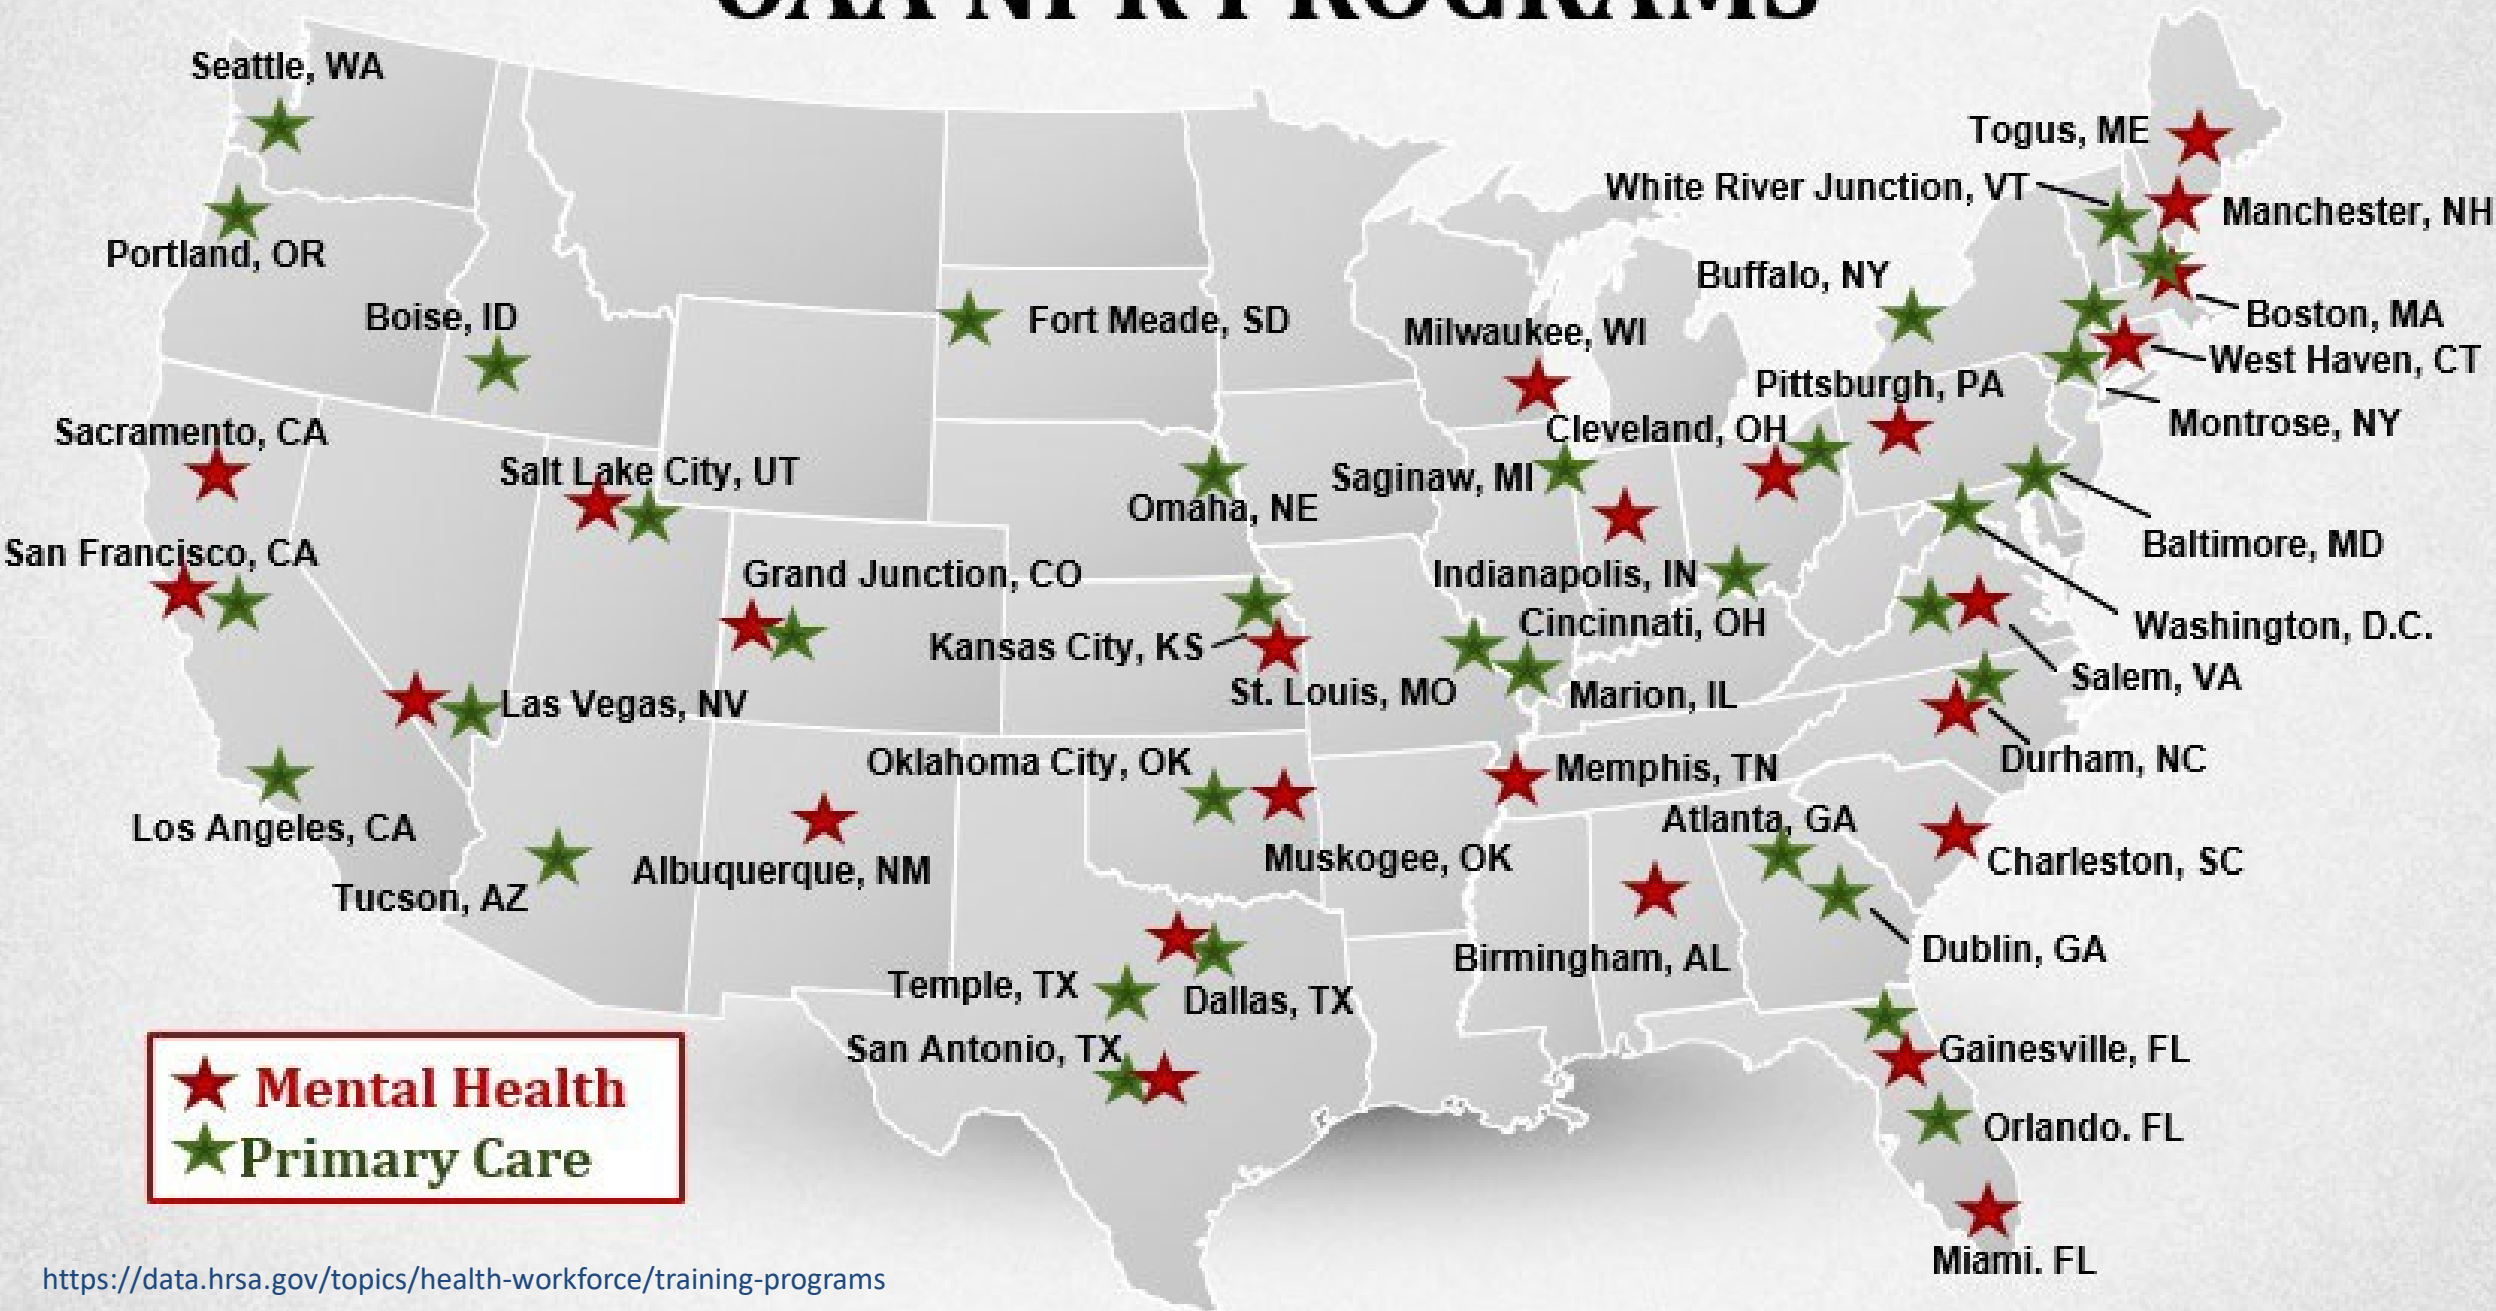 OAA NPR PROGRAMS
Seattle, WA
Togus, ME
White River Junction, VT
Manchester, NH
Portland, OR
Buffalo, NY
Boise, ID
Fort Meade, SD
Boston, MA
Milwaukee, WI
West Haven, CT
Pittsburgh, PA
Montrose, NY
Sacramento, CA
Cleveland, OH
Salt Lake City, UT
Saginaw, MI
Omaha, NE
Baltimore, MD
San Francisco, CA
Grand Junction, CO
Indianapolis, IN
Cincinnati, OH
Washington, D.C.
Kansas City, KS
Salem, VA
St. Louis, MO
Marion, IL
Las Vegas, NV
Oklahoma City, OK
Memphis, TN
Durham, NC
Atlanta, GA
Los Angeles, CA
Muskogee, OK
Charleston, SC
Albuquerque, NM
Tucson, AZ
Dublin, GA
Birmingham, AL
Temple, TX
Dallas, TX
San Antonio, TX
Gainesville, FL
Mental Health
Orlando. FL
Primary Care
Miami. FL
https://data.hrsa.gov/topics/health-workforce/training-programs